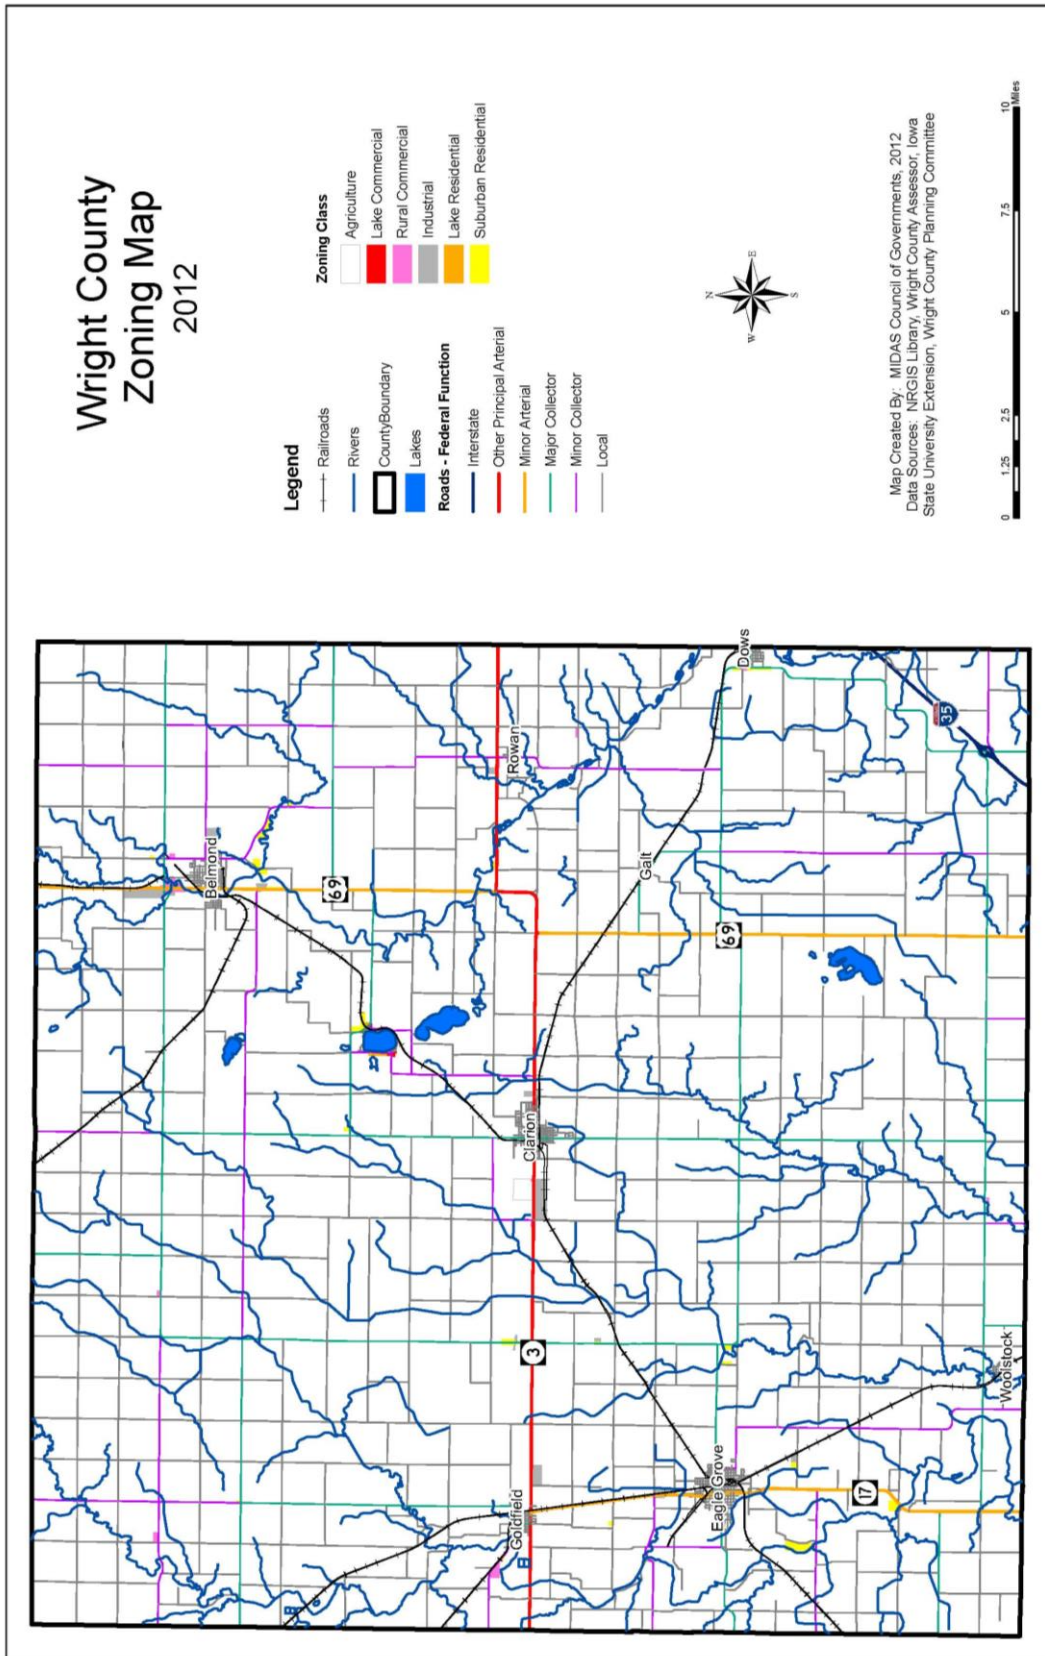 Wright County
Zoning Map
2012
Legend
Railroads
Rivers
CountyBoundary
Lakes
Roads - Federal Function
Interstate
Other Principal Arterial
Minor Arterial
Major Collector
Minor Collector
Local
Zoning Class
Agriculture
Lake Commercial
Rural Commercial
Industrial
Lake Residential
Suburban Residential
N
W
E
S
Map Created By: MIDAS Council of Governments, 2012
Data Sources: NRGIS Library, Wright County Assessor, Iowa
State University Extension, Wright County Planning Committee
0 1.25 2.5 5 7.5 10
Miles
Belmond
69
Rowan
Goldfield
3
Clarion
Galt
69
Dows
Eagle Grove
17
35
Woolstock